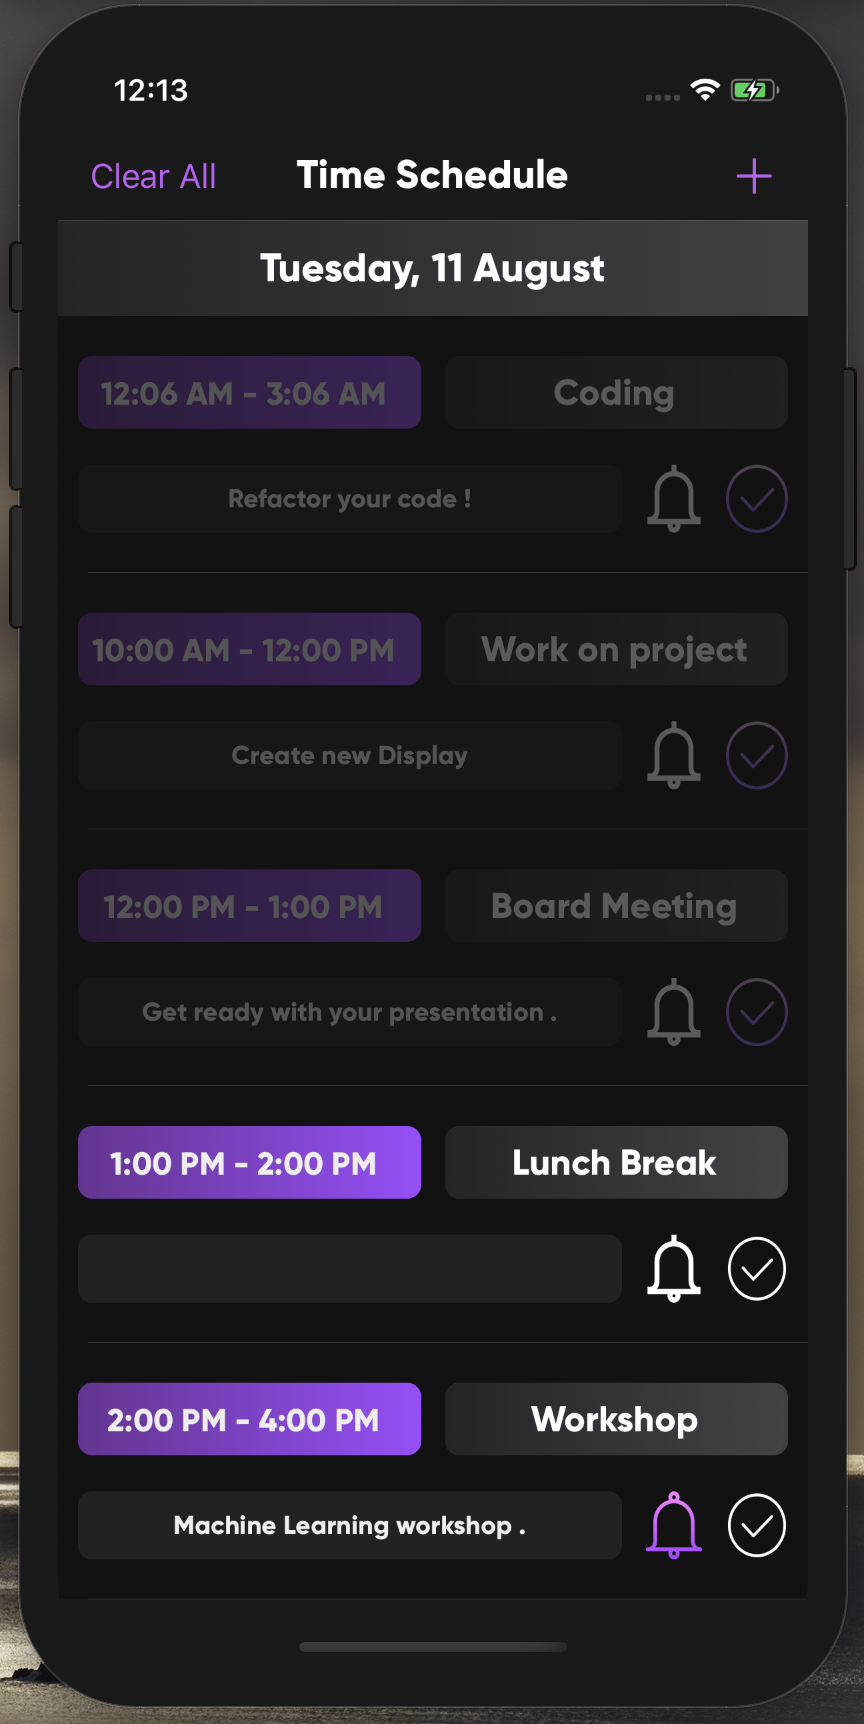 12:13
Clear All Time Schedule +
Tuesday, 11 August
12:06 AM - 3:06 AM Coding
Refactor your code !
10:00 AM - 12:00 PM Work on project
Create new Display
12:00 PM - 1:00 PM Board Meeting
Get ready with your presentation .
1:00 PM - 2:00 PM Lunch Break
2:00 PM - 4:00 PM Workshop
Machine Learning workshop .